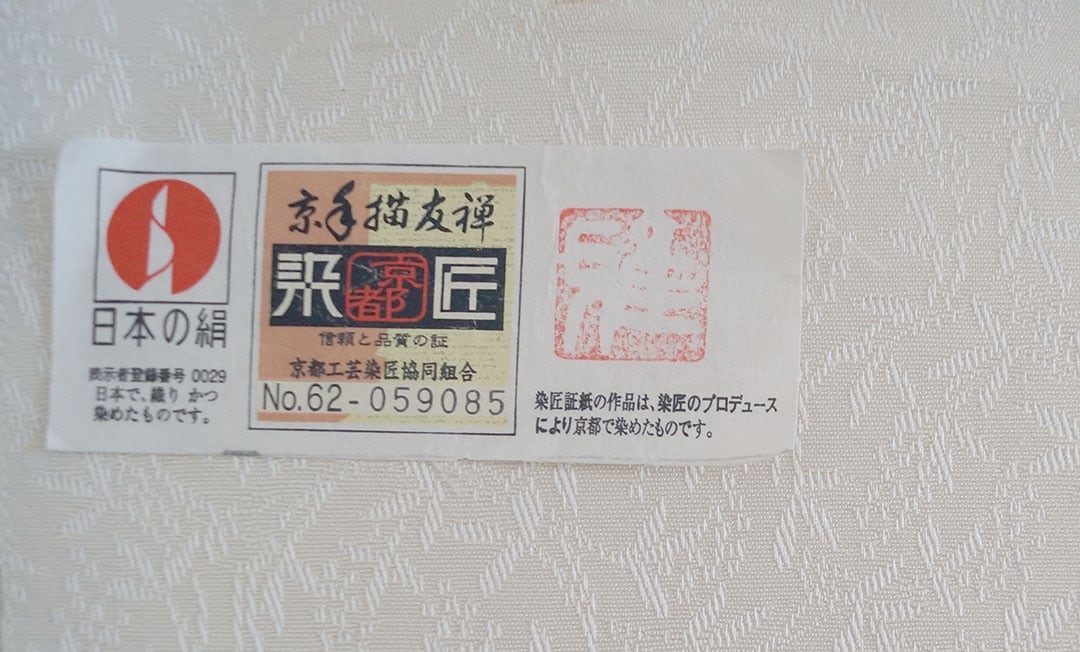 日本の絹
表示者登録番号 0029
日本で、織り かつ
染めたものです。
京手描友禅
染 京都 匠
信頼と品質の証
京都工芸染匠協同組合
No.62-059085
染匠証紙の作品は、染匠のプロデュース
により京都で染めたものです。